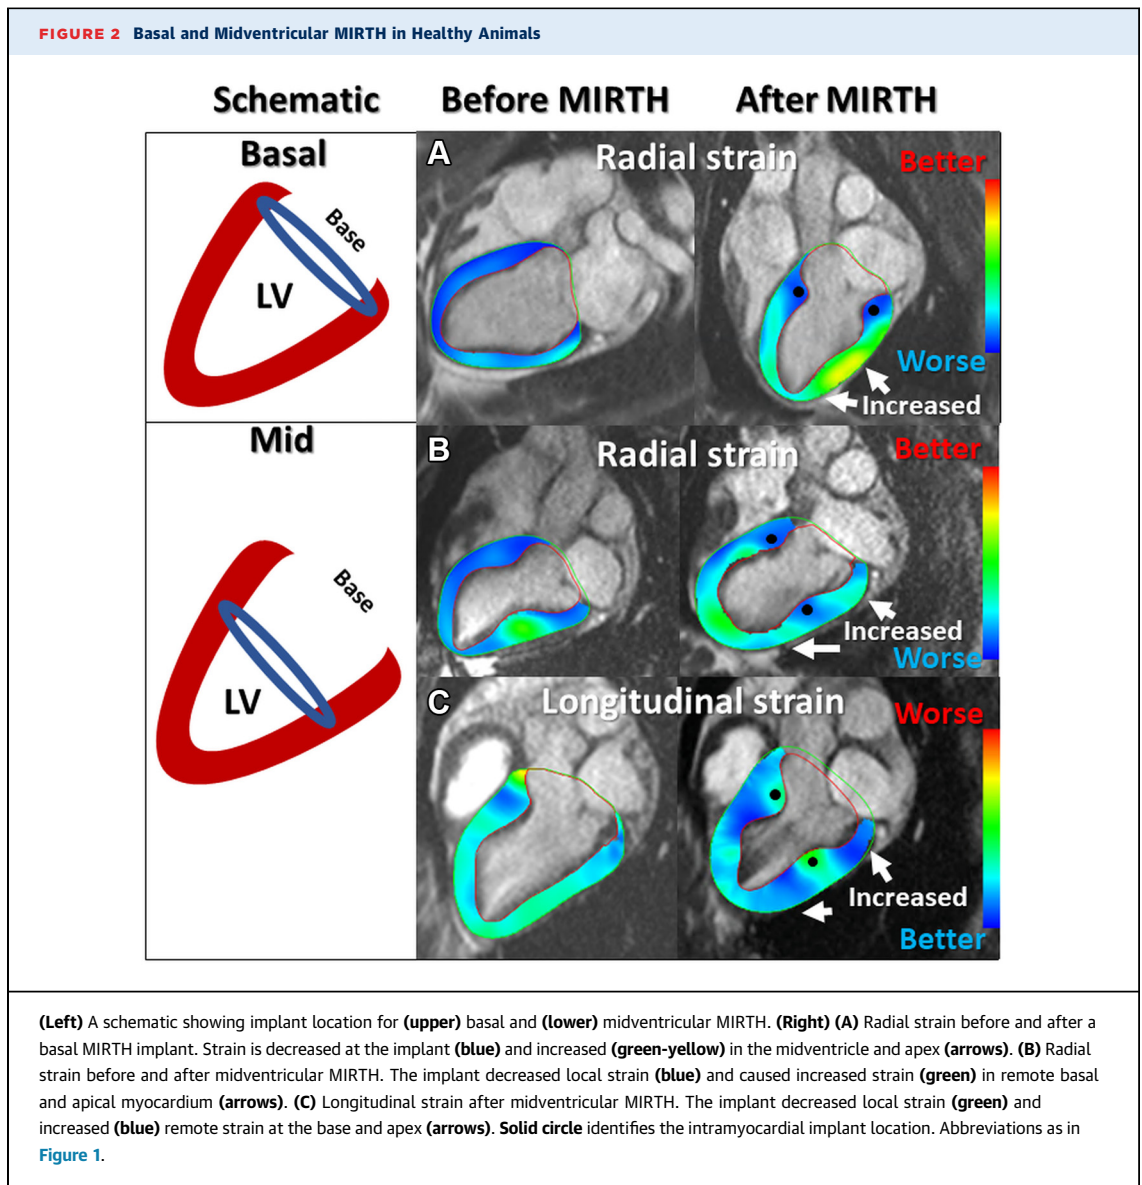 FIGURE 2 Basal and Midventricular MIRTH in Healthy Animals
Schematic Before MIRTH After MIRTH
Basal
Base
LV
A Radial strain
Better
Worse
Increased
Mid
Base
LV
B Radial strain
Better
Increased
Worse
C Longitudinal strain
Worse
Increased
Better
(Left) A schematic showing implant location for (upper) basal and (lower) midventricular MIRTH. (Right) (A) Radial strain before and after a
basal MIRTH implant. Strain is decreased at the implant (blue) and increased (green-yellow) in the midventricle and apex (arrows). (B) Radial
strain before and after midventricular MIRTH. The implant decreased local strain (blue) and caused increased strain (green) in remote basal
and apical myocardium (arrows). (C) Longitudinal strain after midventricular MIRTH. The implant decreased local strain (green) and
increased (blue) remote strain at the base and apex (arrows). Solid circle identifies the intramyocardial implant location. Abbreviations as in
Figure 1.